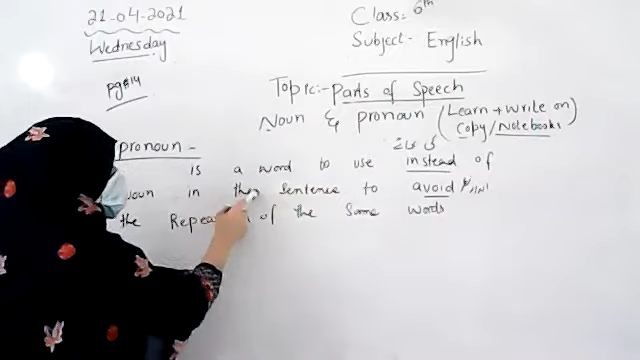 21-04-2021
Wednesday
pg#14
Class:- 6th
Subject- English
Topic:- Parts of Speech
Noun & pronoun (Learn + write on
Copy/Notebooks)
pronoun -
کی بجائے
is a word to use instead of
noun in the sentence to avoid
the of the Same words